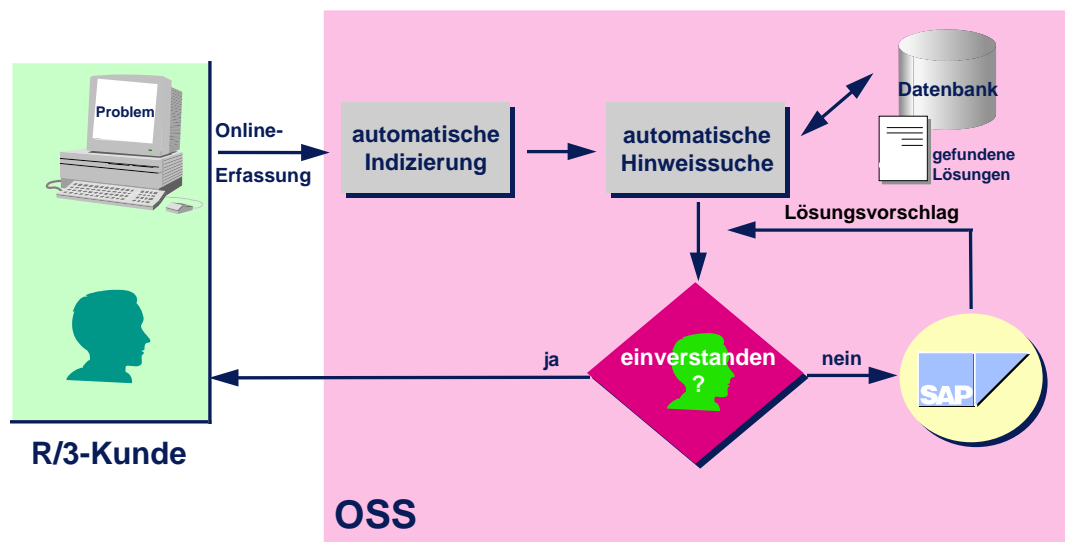 Problem
Online-
Erfassung
automatische
Indizierung
automatische
Hinweissuche
Datenbank
gefundene
Lösungen
Lösungsvorschlag
einverstanden
?
ja
nein
SAP
R/3-Kunde
OSS